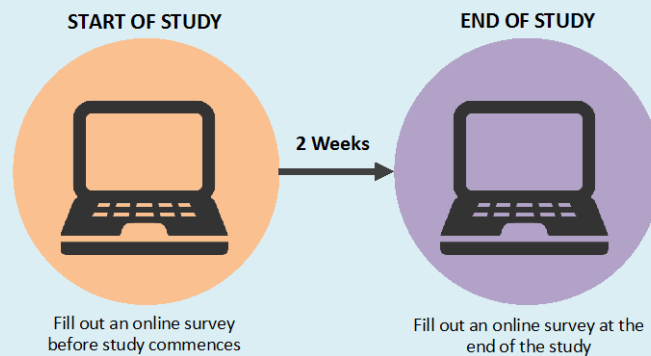 START OF STUDY
END OF STUDY
2 Weeks
Fill out an online survey
before study commences
Fill out an online survey at the
end of the study